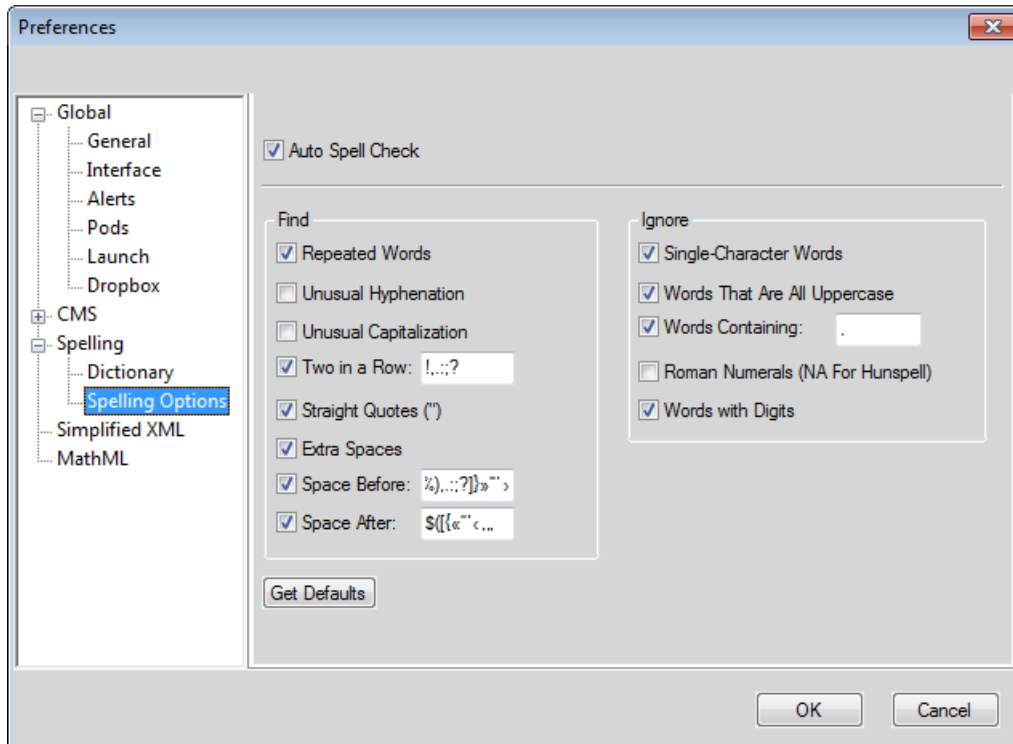 Preferences
Global
General
Interface
Alerts
Pods
Launch
Dropbox
CMS
Spelling
Dictionary
Spelling Options
Simplified XML
MathML
Auto Spell Check
Find
Repeated Words
Unusual Hyphenation
Unusual Capitalization
Two in a Row: !,.:;?
Straight Quotes (")
Extra Spaces
Space Before: %),.:;?]}»"'›
Space After: $([{«"'‹‚„
Get Defaults
Ignore
Single-Character Words
Words That Are All Uppercase
Words Containing: .
Roman Numerals (NA For Hunspell)
Words with Digits
OK
Cancel